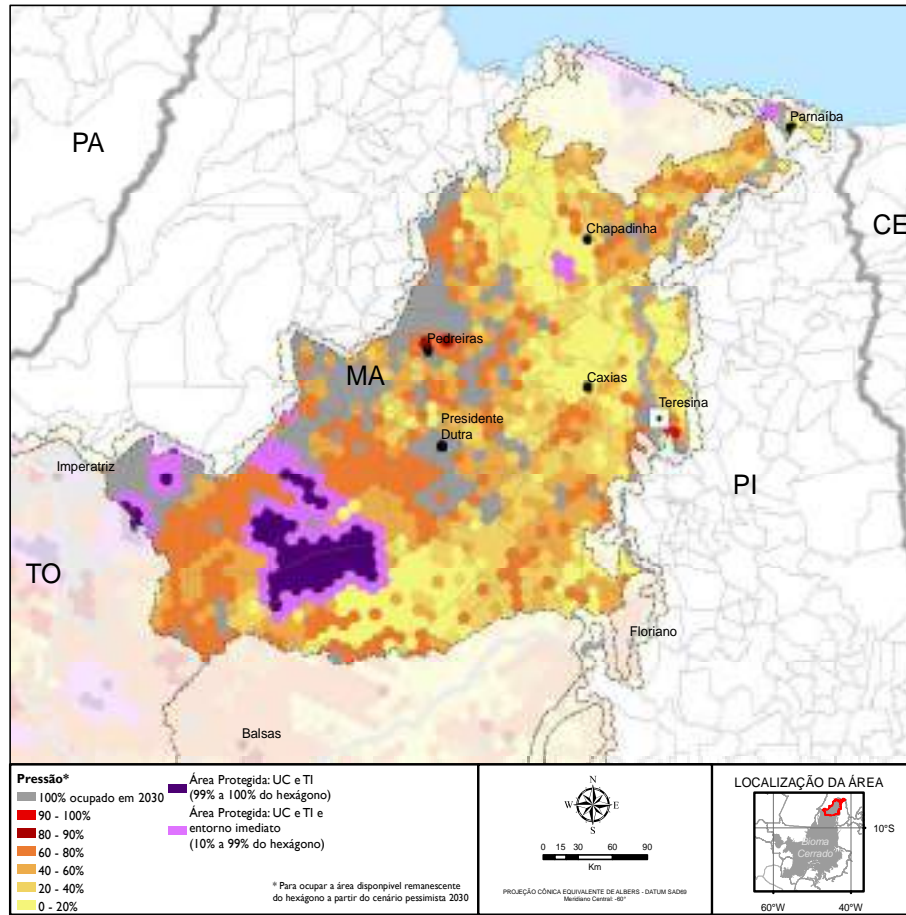 PA
Parnaíba
CE
Chapadinha
Pedreiras
MA
Caxias
Teresina
Presidente
Dutra
Imperatriz
PI
TO
Floriano
Balsas
Pressão*
100% ocupado em 2030
90 - 100%
80 - 90%
60 - 80%
40 - 60%
20 - 40%
0 - 20%
Área Protegida: UC e TI
(99% a 100% do hexágono)
Área Protegida: UC e TI e
entorno imediato
(10% a 99% do hexágono)
* Para ocupar a área disponpivel remanescente
do hexágono a partir do cenário pessimista 2030
N
W E
S
0 15 30 60 90
Km
PROJEÇÃO CÔNICA EQUIVALENTE DE ALBERS - DATUM SAD69
Meridiano Central: -60°
LOCALIZAÇÃO DA ÁREA
10°S
Bioma
Cerrado
60°W 40°W